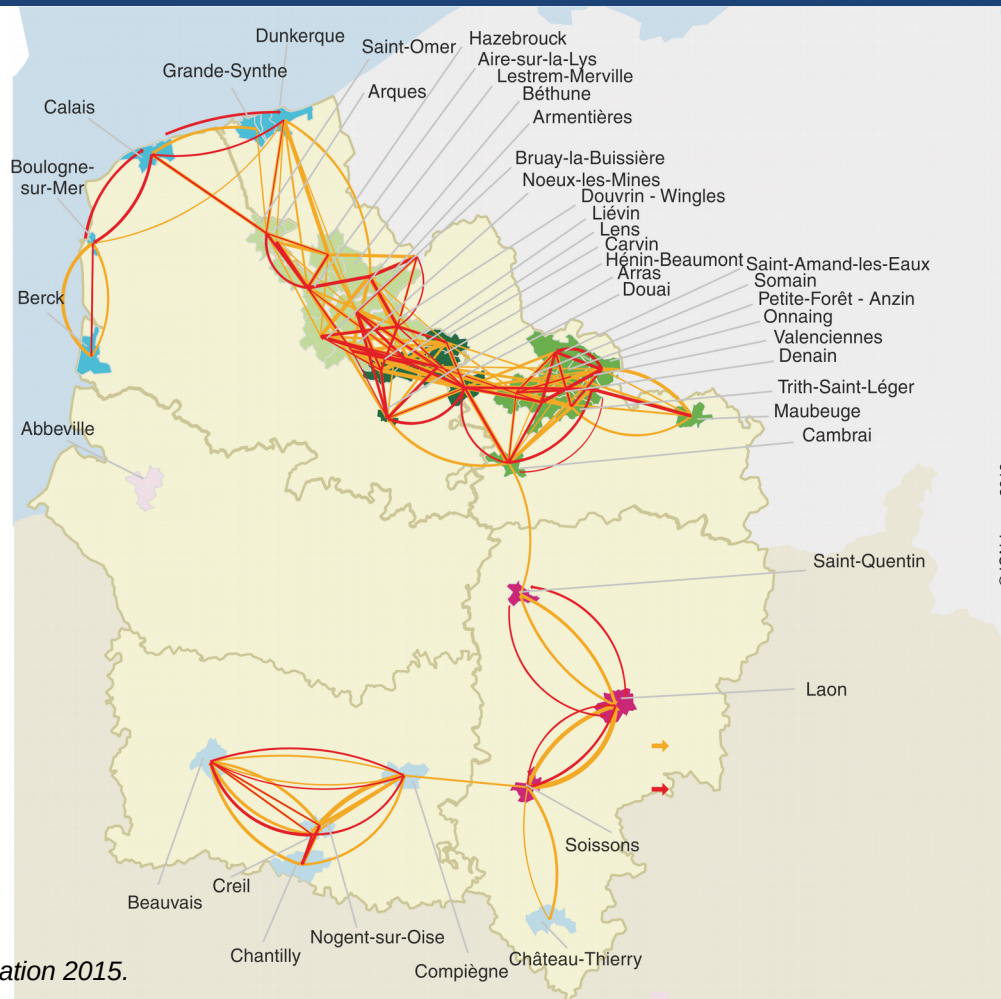 Dunkerque
Saint-Omer
Hazebrouck
Aire-sur-la-Lys
Lestrem-Merville
Béthune
Grande-Synthe
Arques
Armentières
Calais
Boulogne-
sur-Mer
Bruay-la-Buissière
Noeux-les-Mines
Douvrin - Wingles
Liévin
Lens
Carvin
Hénin-Beaumont
Arras
Douai
Saint-Amand-les-Eaux
Somain
Petite-Forêt - Anzin
Onnaing
Valenciennes
Denain
Berck
Trith-Saint-Léger
Maubeuge
Cambrai
Abbeville
Saint-Quentin
Laon
Soissons
Creil
Beauvais
Nogent-sur-Oise
Chantilly
Compiègne
Château-Thierry
ation 2015.